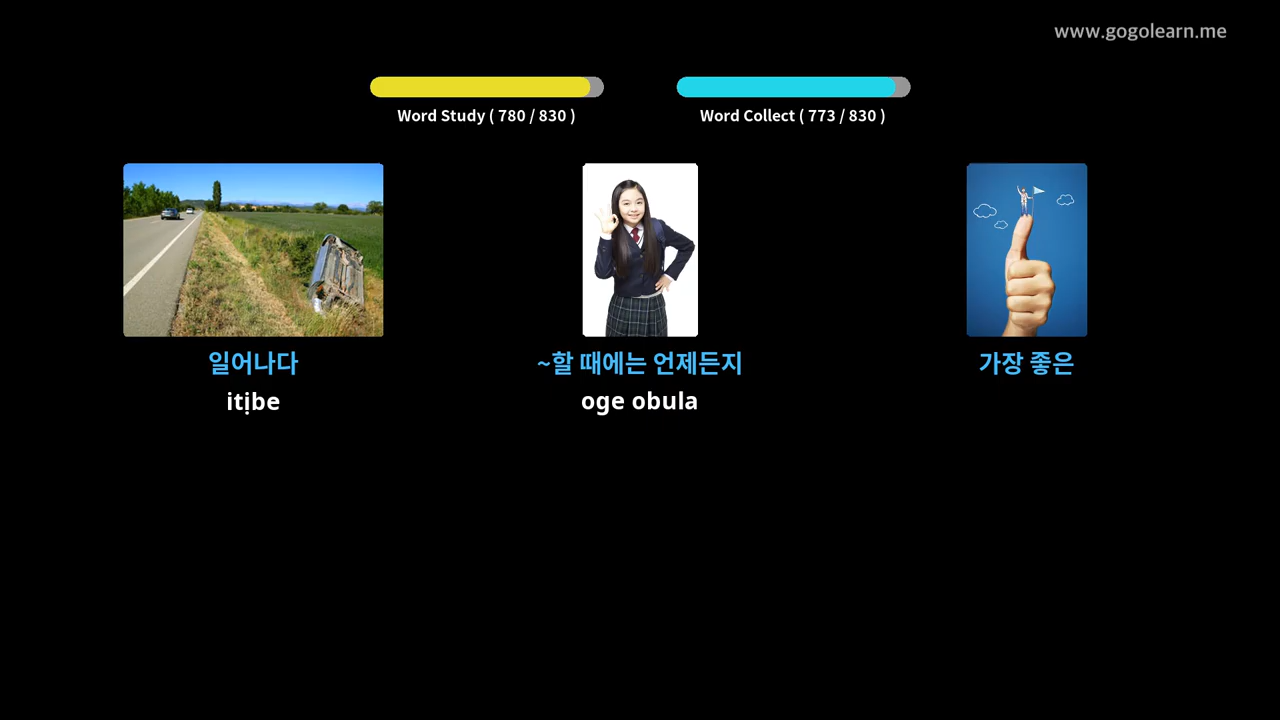 www.gogolearn.me
Word Study ( 780 / 830 )
Word Collect ( 773 / 830 )
일어나다
~할 때에는 언제든지
가장 좋은
itịbe
oge obula